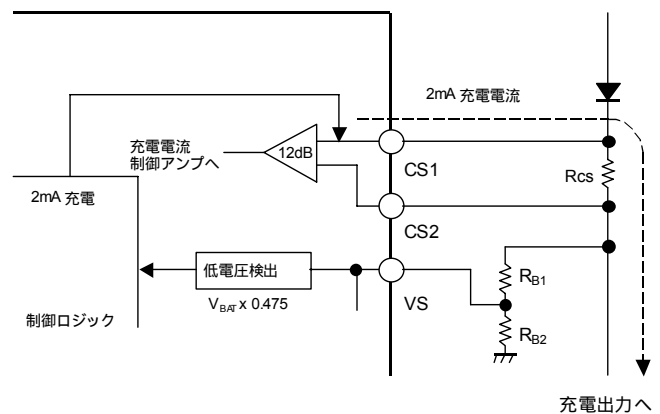 2mA 充電電流
充電電流
制御アンプへ
12dB
CS1
Rcs
2mA 充電
CS2
低電圧検出
VBAT x 0.475
VS
RB1
RB2
制御ロジック
充電出力へ